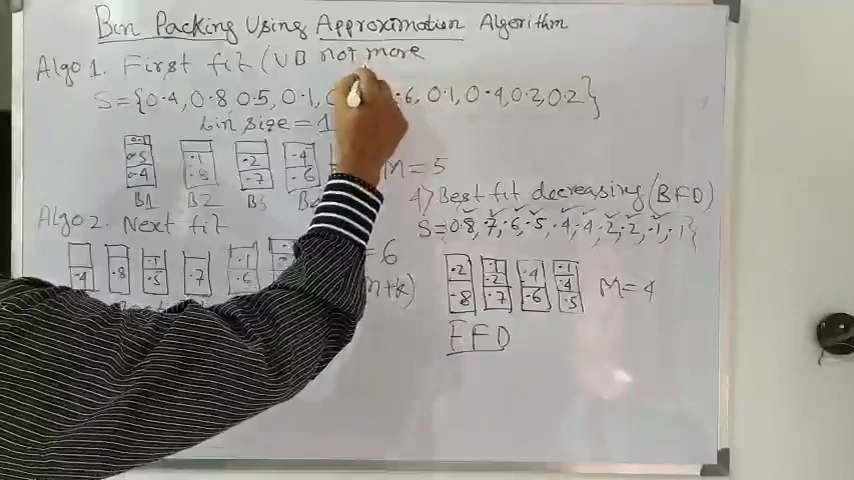 Bin Packing Using Approximation Algorithm
Algo 1. First fit (UB not more
S={0.4, 0.8 0.5, 0.1, .6, 0.1, 0.4, 0.2, 0.2}
bin size = 1
0.1 0.5 0.4
.1 .8
.2 .7
.4 .6
M = 5
B1 B2 B3
Algo 2. Next fit
.4
.8
.1 .5
.7
.1 .6
= 6
n+k)
4> Best fit decreasing (BFD)
S={0.8, .7, .6, .5, .4, .4, .2, .2, .1, .1}
.2 .8
.1 .2 .7
.4 .6
.1 .4 .5
M = 4
FFD